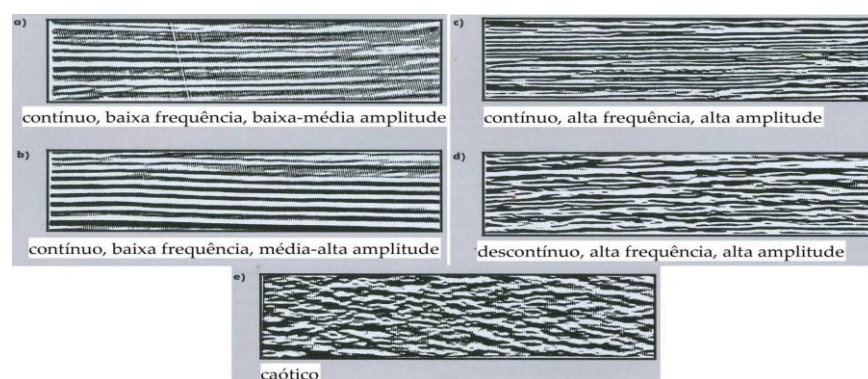 a)
contínuo, baixa frequência, baixa-média amplitude
b)
contínuo, baixa frequência, média-alta amplitude
c)
contínuo, alta frequência, alta amplitude
d)
descontínuo, alta frequência, alta amplitude
e)
caótico